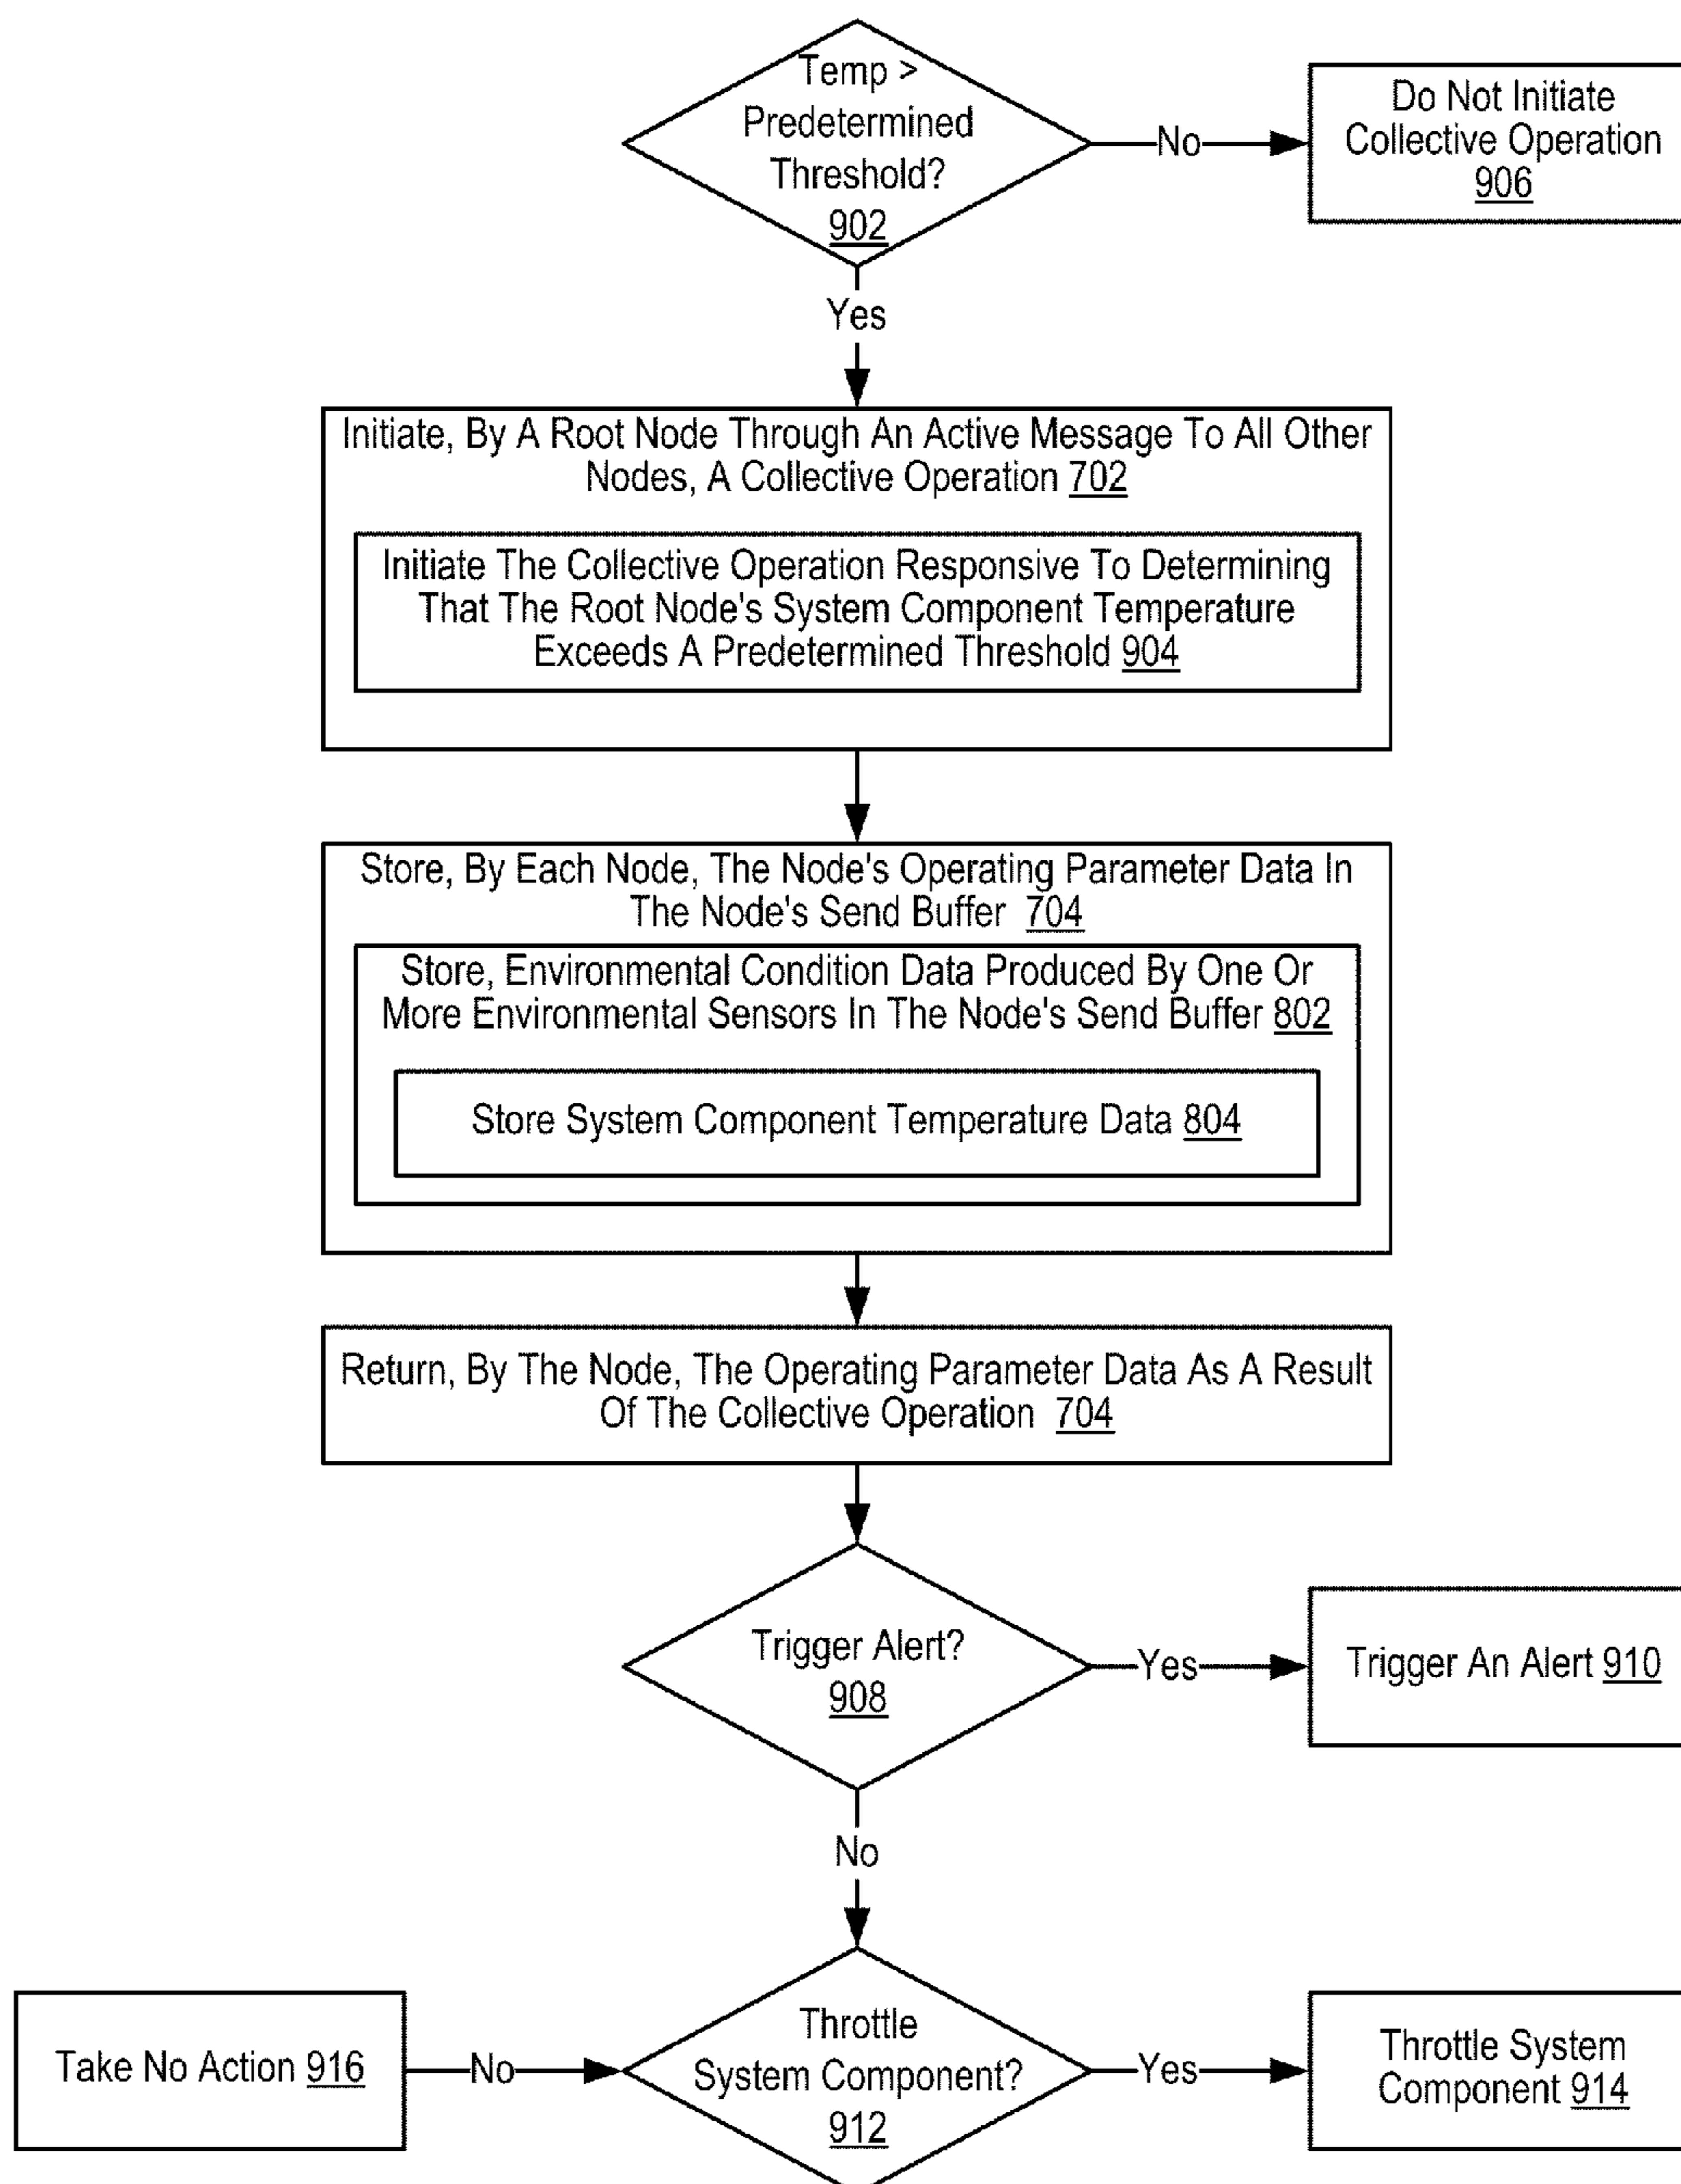 Temp >
Predetermined
Threshold?
902
No
Do Not Initiate
Collective Operation
906
Yes
Initiate, By A Root Node Through An Active Message To All Other
Nodes, A Collective Operation 702
Initiate The Collective Operation Responsive To Determining
That The Root Node's System Component Temperature
Exceeds A Predetermined Threshold 904
Store, By Each Node, The Node's Operating Parameter Data In
The Node's Send Buffer 704
Store, Environmental Condition Data Produced By One Or
More Environmental Sensors In The Node's Send Buffer 802
Store System Component Temperature Data 804
Return, By The Node, The Operating Parameter Data As A Result
Of The Collective Operation 704
Trigger Alert?
908
Yes
Trigger An Alert 910
No
Take No Action 916
No
Throttle
System Component?
912
Yes
Throttle System
Component 914